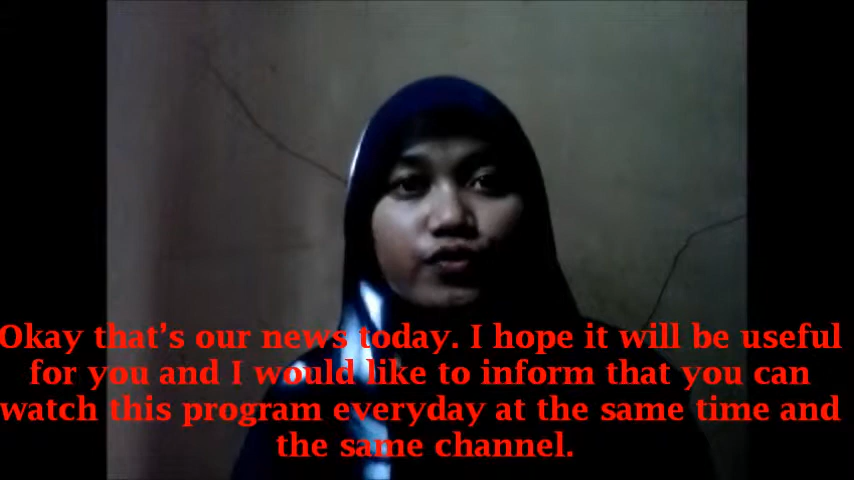 Okay that's our news today. I hope it will be useful
for you and I would like to inform that you can
watch this program everyday at the same time and
the same channel.